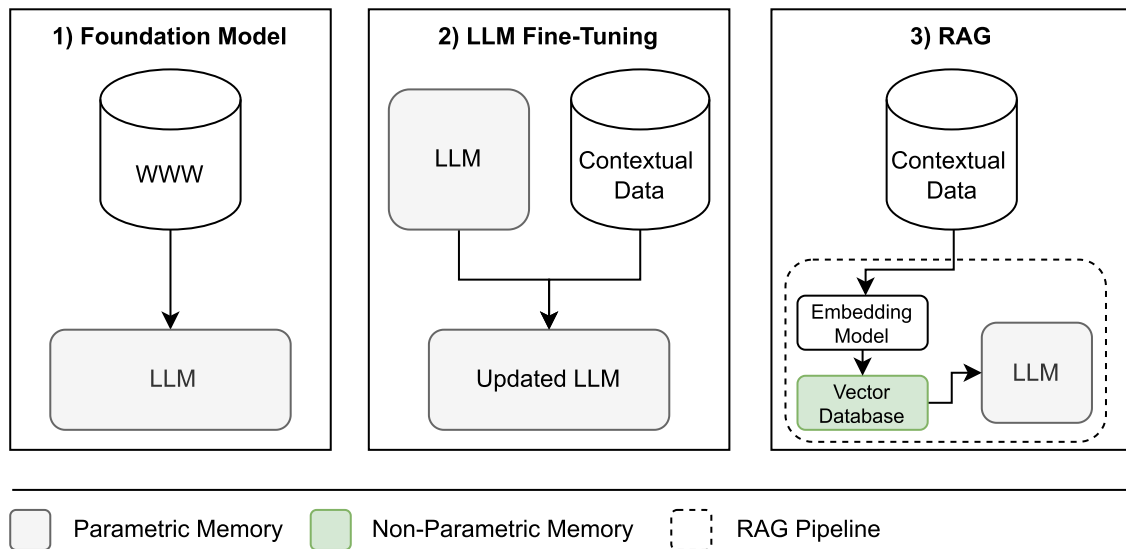 1) Foundation Model
WWW
LLM
2) LLM Fine-Tuning
LLM
Contextual
Data
Updated LLM
3) RAG
Contextual
Data
Embedding
Model
Vector
Database
LLM
Parametric Memory
Non-Parametric Memory
RAG Pipeline